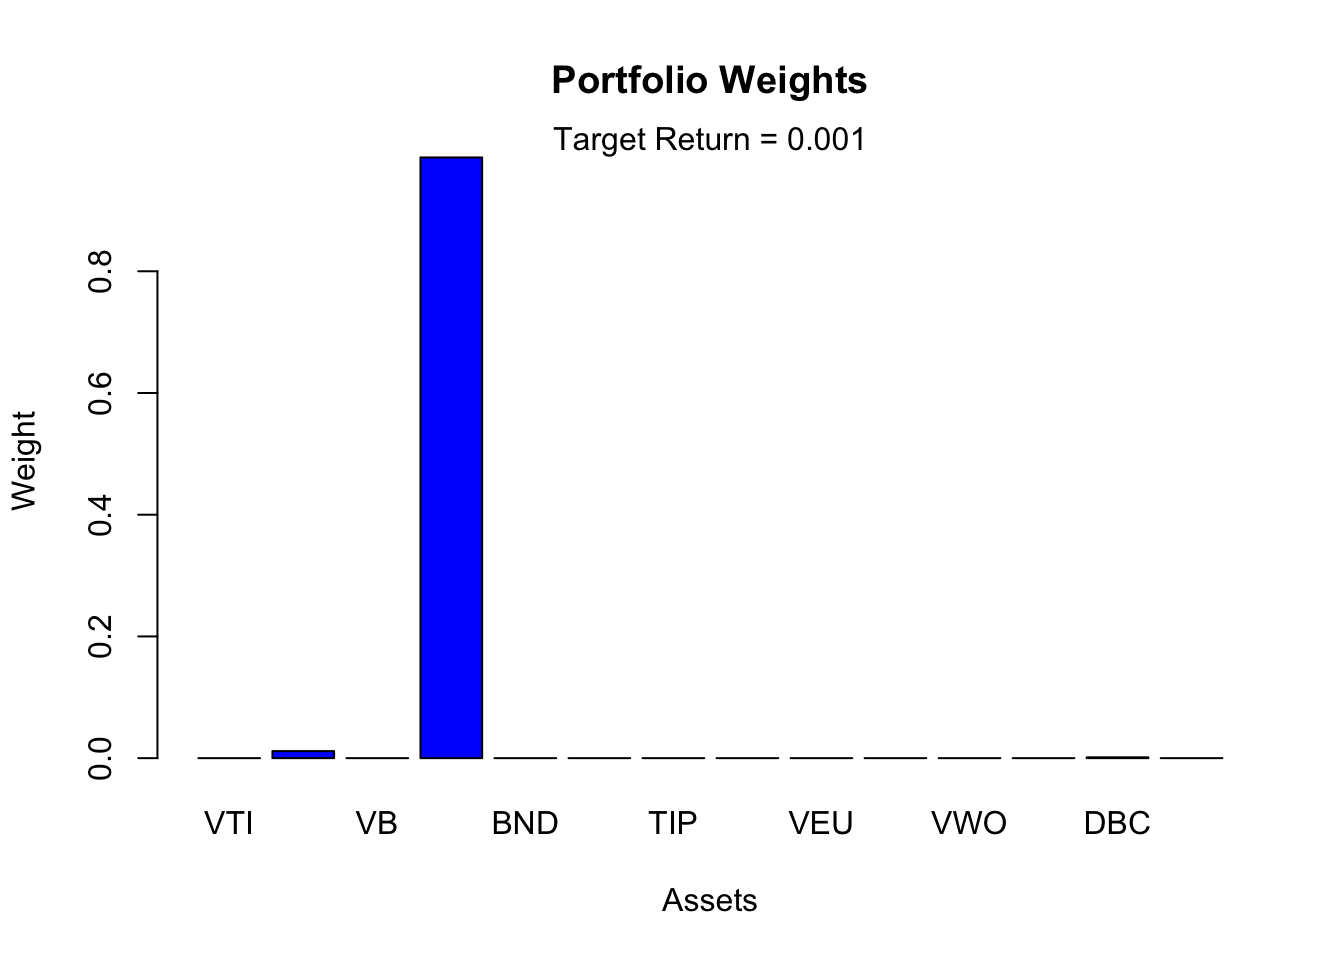 Portfolio Weights
Target Return = 0.001
Weight
0.8
0.6
0.4
0.2
0.0
VTI VB BND TIP VEU VWO DBC
Assets